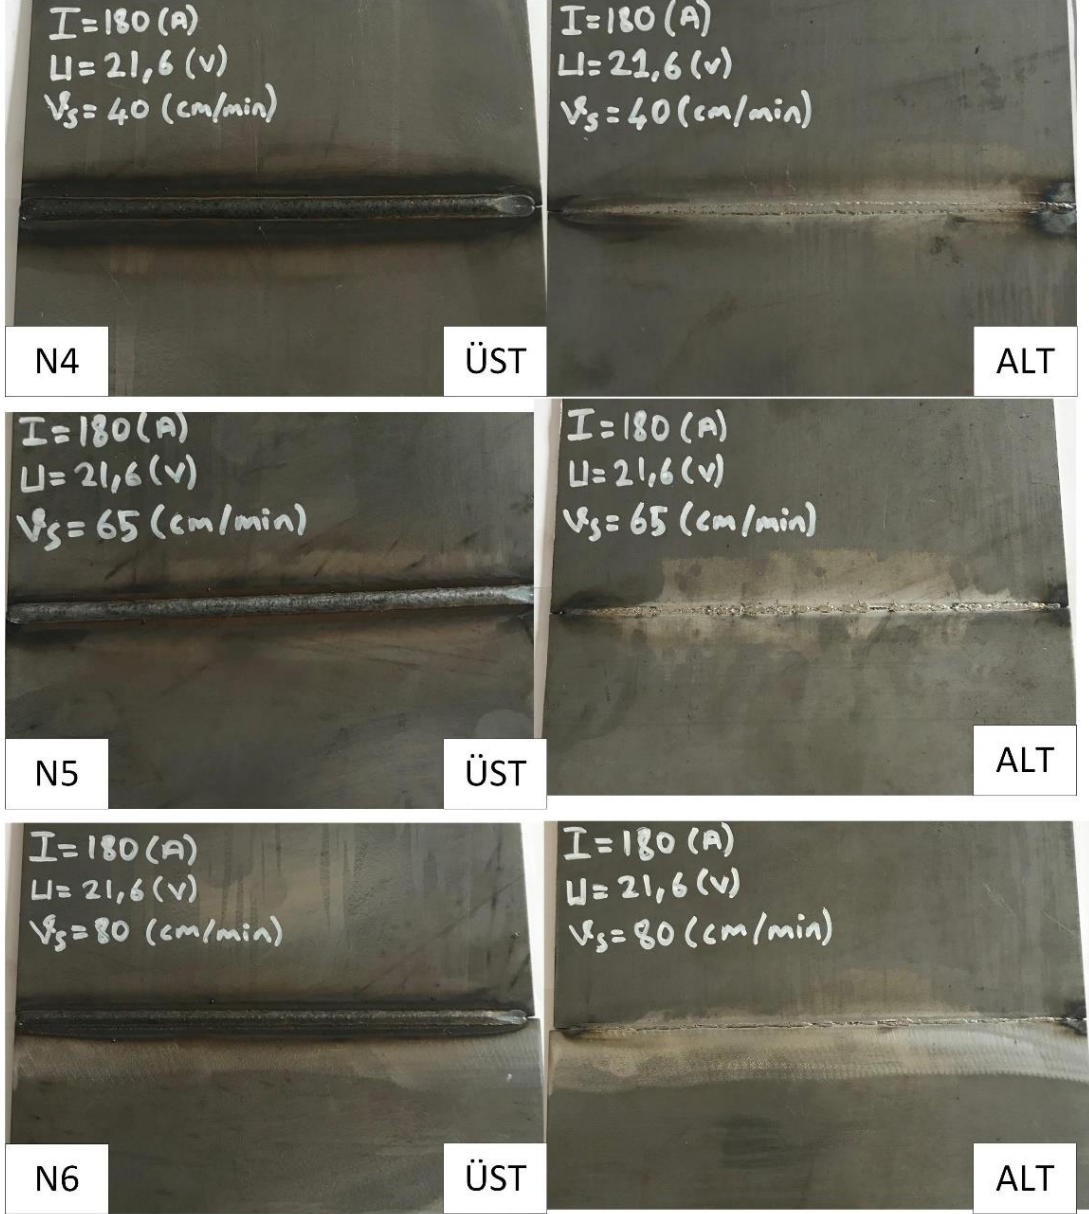 I=180 (A)
U=21,6 (V)
Vs=40 (cm/min)
N4
ÜST
I=180 (A)
U=21,6 (V)
Vs=40 (cm/min)
ALT
I=180 (A)
U=21,6 (V)
Vs=65 (cm/min)
N5
ÜST
I=180 (A)
U=21,6 (V)
Vs=65 (cm/min)
ALT
I=180 (A)
U=21,6 (V)
Vs=80 (cm/min)
N6
ÜST
I=180 (A)
U=21,6 (V)
Vs=80 (cm/min)
ALT